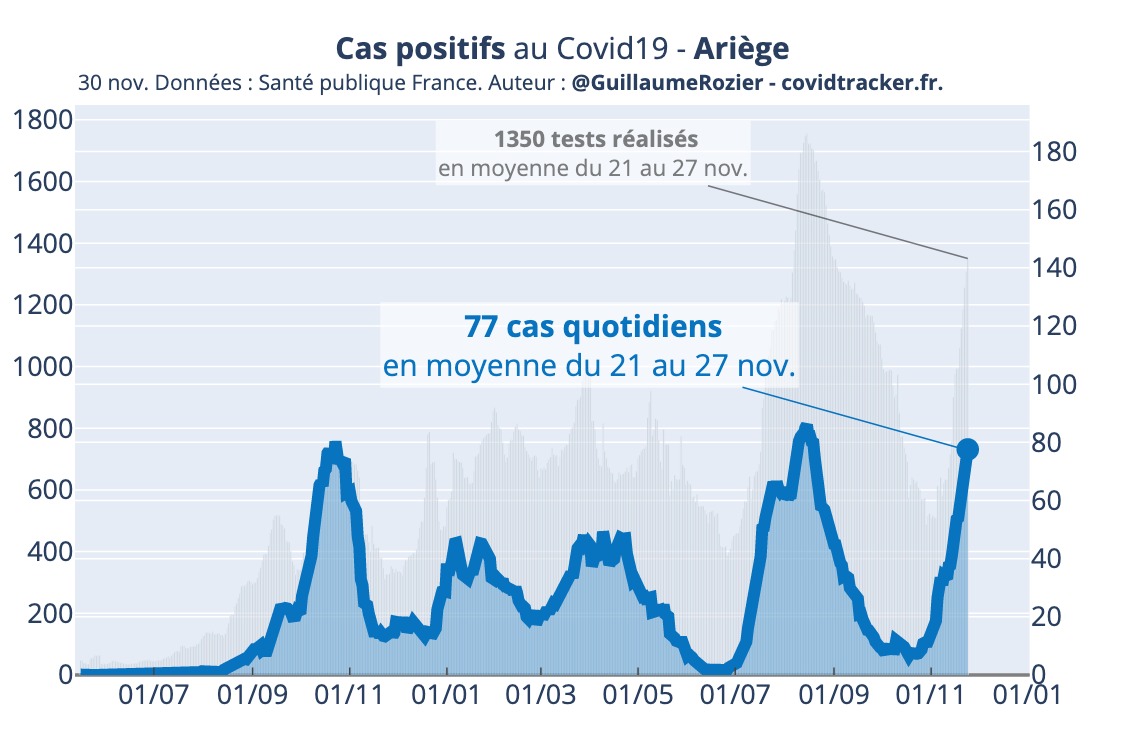 Cas positifs au Covid19 - Ariège
30 nov. Données : Santé publique France. Auteur : @GuillaumeRozier - covidtracker.fr.
1350 tests réalisés
en moyenne du 21 au 27 nov.
77 cas quotidiens
en moyenne du 21 au 27 nov.
1800
1600
1400
1200
1000
800
600
400
200
0
180
160
140
120
100
80
60
40
20
0
01/07 01/09 01/11 01/01 01/03 01/05 01/07 01/09 01/11 01/01